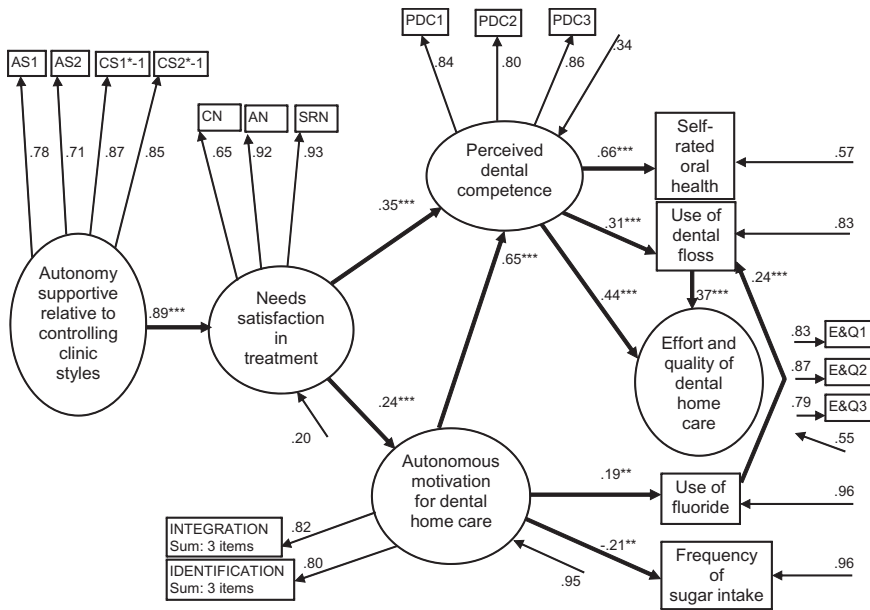 PDC1
PDC2
PDC3
.84
.80
.86
.34
AS1
AS2
CS1*-1
CS2*-1
.78
.71
.87
.85
CN
AN
SRN
.65
.92
.93
Perceived
dental
competence
.66***
Self-
rated
oral
health
.57
.35***
.31***
Use of
dental
floss
.83
.65***
.44***
.37***
.24***
Autonomy
supportive
relative to
controlling
clinic
styles
.89***
Needs
satisfaction
in
treatment
Effort and
quality of
dental
home
care
.83
E&Q1
.87
E&Q2
.79
E&Q3
.55
.24***
.20
Autonomous
motivation
for dental
home care
.19**
Use of
fluoride
.96
-.21**
Frequency
of
sugar intake
.96
.95
INTEGRATION
Sum: 3 items
.82
IDENTIFICATION
Sum: 3 items
.80